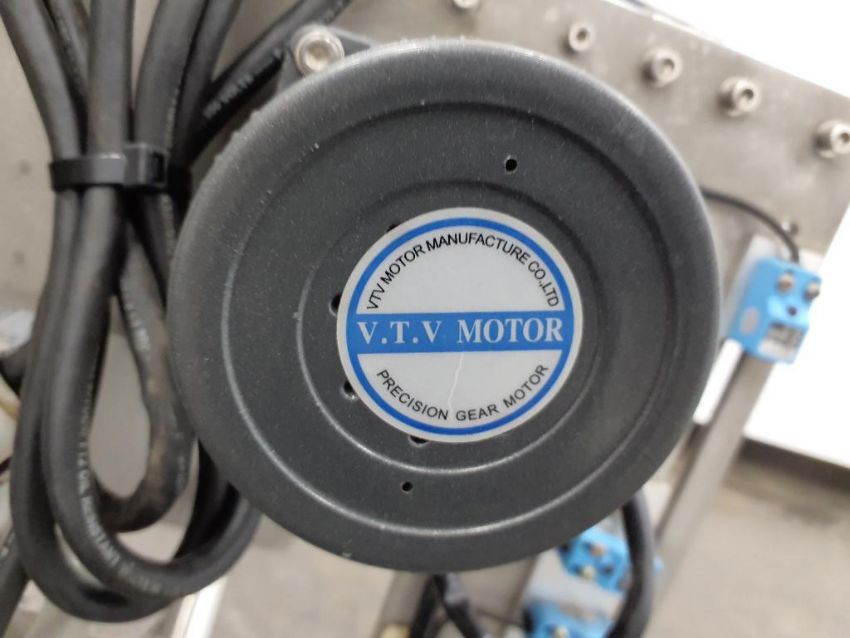 VTV MOTOR MANUFACTURE CO.,LTD
V.T.V MOTOR
PRECISION GEAR MOTOR